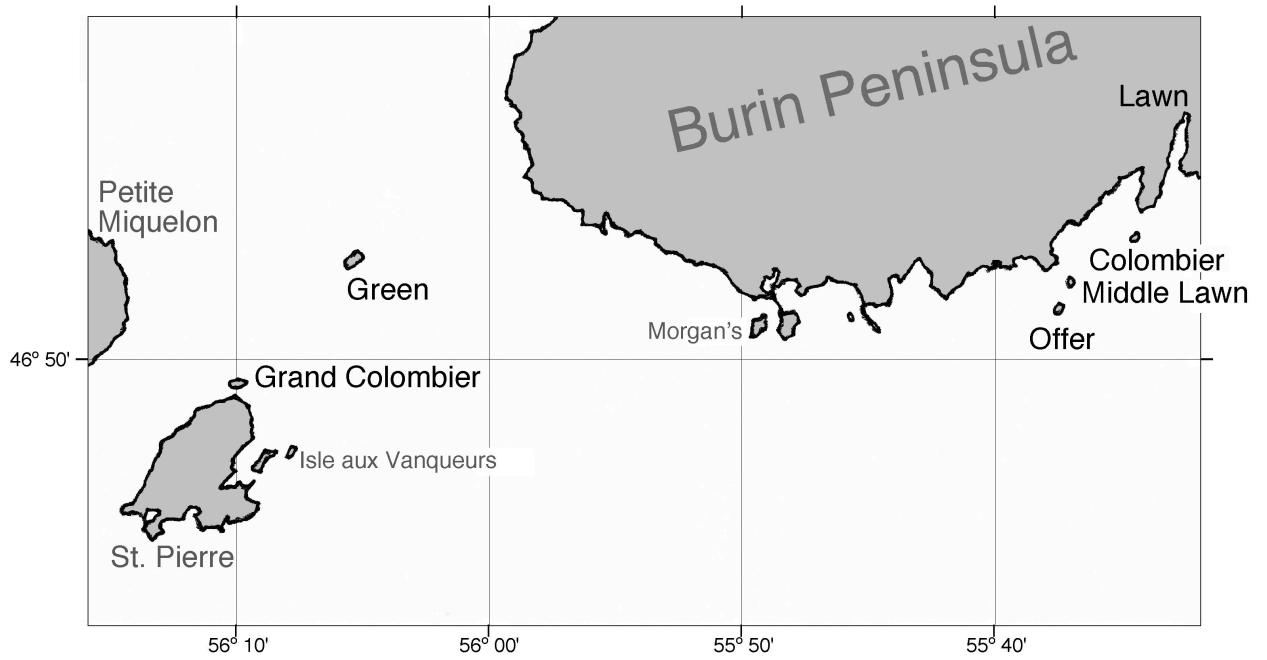 Burin Peninsula
Lawn
Petite
Miquelon
Green
Colombier
Middle Lawn
Morgan's
Offer
46° 50'
Grand Colombier
Isle aux Vanqueurs
St. Pierre
56° 10'
56° 00'
55° 50'
55° 40'